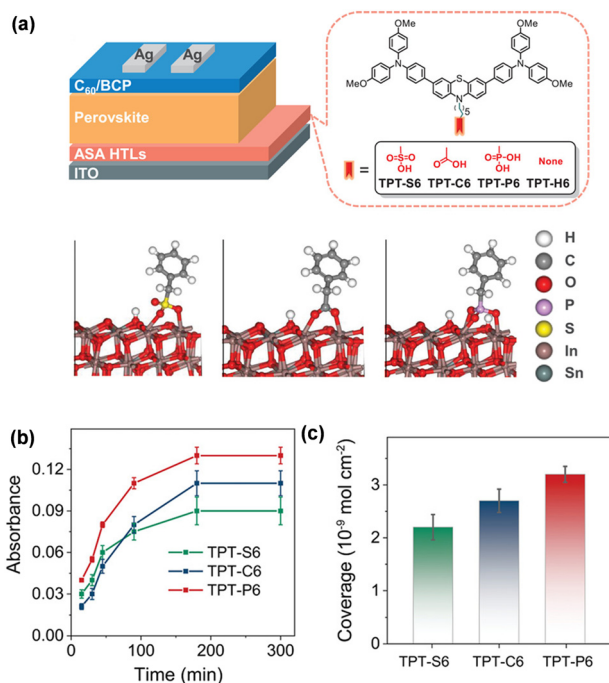 (a)
Ag Ag
C₆₀/BCP
Perovskite
ASA HTLs
ITO
OMe OMe
N S N
MeO N OMe
5
= O=S=O OH O OH O=P-OH OH None
TPT-S6 TPT-C6 TPT-P6 TPT-H6
H
C
O
P
S
In
Sn
(b)
Absorbance
0.12
0.09
0.06
0.03
0.00
TPT-S6
TPT-C6
TPT-P6
0 100 200 300
Time (min)
(c)
Coverage (10⁻⁹ mol cm⁻²)
3
2
1
0
TPT-S6 TPT-C6 TPT-P6